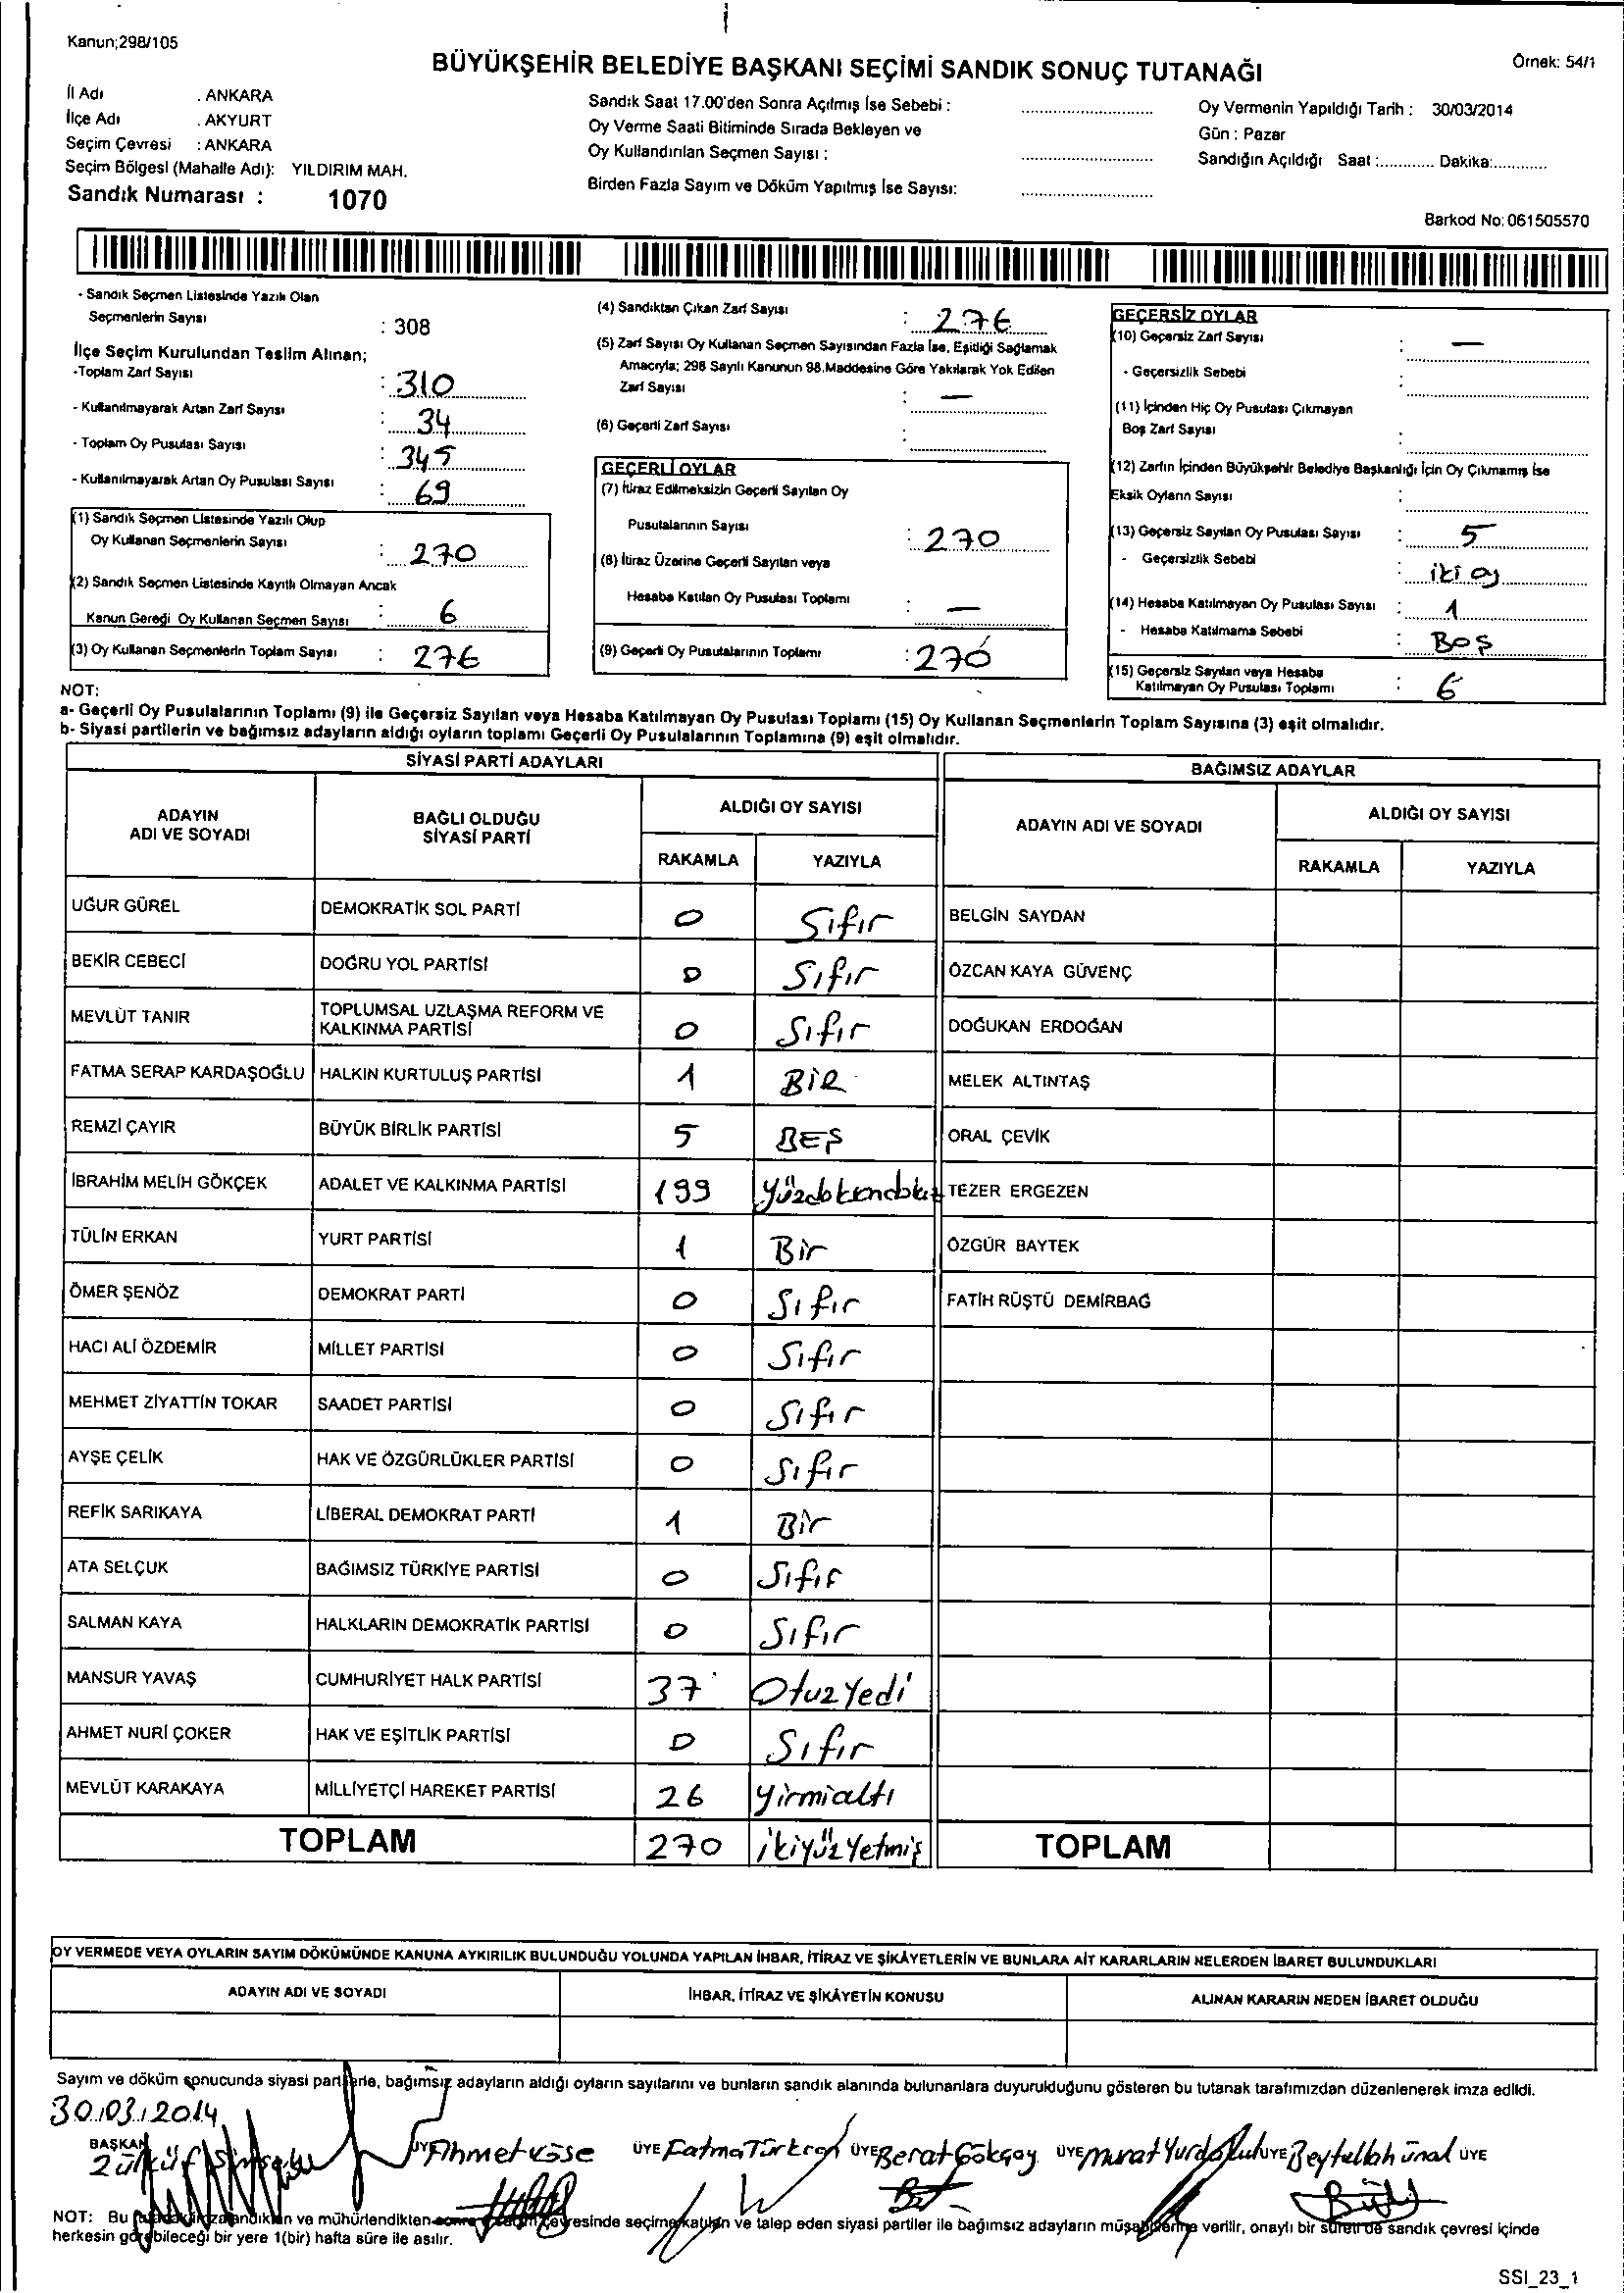 Kanun;298/105
BÜYÜKŞEHİR BELEDİYE BAŞKANI SEÇİMİ SANDIK SONUÇ TUTANAĞI
Örnek: 54/1
İl Adı : ANKARA
İlçe Adı : AKYURT
Seçim Çevresi : ANKARA
Seçim Bölgesi (Mahalle Adı): YILDIRIM MAH.
Sandık Numarası : 1070
Sandık Saat 17.00'den Sonra Açılmış İse Sebebi :
Oy Verme Saati Bitiminde Sırada Bekleyen ve
Oy Kullandırılan Seçmen Sayısı :
Birden Fazla Sayım ve Döküm Yapılmış İse Sayısı:
Oy Vermenin Yapıldığı Tarih : 30/03/2014
Gün : Pazar
Sandığın Açıldığı Saat :............ Dakika:............
Barkod No: 061505570
- Sandık Seçmen Listesinde Yazılı Olan
Seçmenlerin Sayısı : 308
İlçe Seçim Kurulundan Teslim Alınan;
-Toplam Zarf Sayısı : 310
- Kullanılmayarak Artan Zarf Sayısı : 34
- Toplam Oy Pusulası Sayısı : 345
- Kullanılmayarak Artan Oy Pusulası Sayısı : 69
(1) Sandık Seçmen Listesinde Yazılı Olup
Oy Kullanan Seçmenlerin Sayısı : 270
(2) Sandık Seçmen Listesinde Kayıtlı Olmayan Ancak
Kanun Gereği Oy Kullanan Seçmen Sayısı : 6
(3) Oy Kullanan Seçmenlerin Toplam Sayısı : 276
(4) Sandıktan Çıkan Zarf Sayısı : 276
(5) Zarf Sayısı Oy Kullanan Seçmen Sayısından Fazla İse, Eşitliği Sağlamak
Amacıyla; 298 Sayılı Kanunun 98.Maddesine Göre Yakılarak Yok Edilen
Zarf Sayısı : —
(6) Geçerli Zarf Sayısı :
GEÇERLİ OYLAR
(7) İtiraz Edilmeksizin Geçerli Sayılan Oy
Pusulalarının Sayısı : 270
(8) İtiraz Üzerine Geçerli Sayılan veya
Hesaba Katılan Oy Pusulası Toplamı : —
(9) Geçerli Oy Pusulalarının Toplamı : 270
GEÇERSİZ OYLAR
(10) Geçersiz Zarf Sayısı : —
- Geçersizlik Sebebi :
(11) İçinden Hiç Oy Pusulası Çıkmayan
Boş Zarf Sayısı :
(12) Zarfın İçinden Büyükşehir Belediye Başkanlığı İçin Oy Çıkmamış İse
Eksik Oyların Sayısı :
(13) Geçersiz Sayılan Oy Pusulası Sayısı : 5
- Geçersizlik Sebebi : iki oy
(14) Hesaba Katılmayan Oy Pusulası Sayısı : 1
- Hesaba Katılmama Sebebi : BOŞ
(15) Geçersiz Sayılan veya Hesaba
Katılmayan Oy Pusulası Toplamı : 6
NOT:
a- Geçerli Oy Pusulalarının Toplamı (9) ile Geçersiz Sayılan veya Hesaba Katılmayan Oy Pusulası Toplamı (15) Oy Kullanan Seçmenlerin Toplam Sayısına (3) eşit olmalıdır.
b- Siyasi partilerin ve bağımsız adayların aldığı oyların toplamı Geçerli Oy Pusulalarının Toplamına (9) eşit olmalıdır.
SİYASİ PARTİ ADAYLARI
BAĞIMSIZ ADAYLAR
ADAYIN ADI VE SOYADI
BAĞLI OLDUĞU SİYASİ PARTİ
ALDIĞI OY SAYISI
RAKAMLA YAZIYLA
ADAYIN ADI VE SOYADI
ALDIĞI OY SAYISI
RAKAMLA YAZIYLA
UĞUR GÜREL DEMOKRATİK SOL PARTİ 0 Sıfır BELGİN SAYDAN
BEKİR CEBECİ DOĞRU YOL PARTİSİ 0 Sıfır ÖZCAN KAYA GÜVENÇ
MEVLÜT TANIR TOPLUMSAL UZLAŞMA REFORM VE KALKINMA PARTİSİ 0 Sıfır DOĞUKAN ERDOĞAN
FATMA SERAP KARDAŞOĞLU HALKIN KURTULUŞ PARTİSİ 1 BİR MELEK ALTINTAŞ
REMZİ ÇAYIR BÜYÜK BİRLİK PARTİSİ 5 BEŞ ORAL ÇEVİK
İBRAHİM MELİH GÖKÇEK ADALET VE KALKINMA PARTİSİ 199 yüzdoksandokuz TEZER ERGEZEN
TÜLİN ERKAN YURT PARTİSİ 1 Bir ÖZGÜR BAYTEK
ÖMER ŞENÖZ DEMOKRAT PARTİ 0 Sıfır FATİH RÜŞTÜ DEMİRBAĞ
HACI ALİ ÖZDEMİR MİLLET PARTİSİ 0 Sıfır
MEHMET ZİYATTİN TOKAR SAADET PARTİSİ 0 Sıfır
AYŞE ÇELİK HAK VE ÖZGÜRLÜKLER PARTİSİ 0 Sıfır
REFİK SARIKAYA LİBERAL DEMOKRAT PARTİ 1 Bir
ATA SELÇUK BAĞIMSIZ TÜRKİYE PARTİSİ 0 Sıfır
SALMAN KAYA HALKLARIN DEMOKRATİK PARTİSİ 0 Sıfır
MANSUR YAVAŞ CUMHURİYET HALK PARTİSİ 37 Otuzyedi
AHMET NURİ ÇOKER HAK VE EŞİTLİK PARTİSİ 0 Sıfır
MEVLÜT KARAKAYA MİLLİYETÇİ HAREKET PARTİSİ 26 yirmialtı
TOPLAM 270 ikiyüzyetmiş TOPLAM
OY VERMEDE VEYA OYLARIN SAYIM DÖKÜMÜNDE KANUNA AYKIRILIK BULUNDUĞU YOLUNDA YAPILAN İHBAR, İTİRAZ VE ŞİKÂYETLERİN VE BUNLARA AİT KARARLARIN NELERDEN İBARET BULUNDUKLARI
ADAYIN ADI VE SOYADI İHBAR, İTİRAZ VE ŞİKÂYETİN KONUSU ALINAN KARARIN NEDEN İBARET OLDUĞU
Sayım ve döküm sonucunda siyasi partilerle, bağımsız adayların aldığı oyların sayılarını ve bunların sandık alanında bulunanlara duyurulduğunu gösteren bu tutanak tarafımızdan düzenlenerek imza edildi.
30.03.2014
BAŞKAN ÜYE ÜYE ÜYE ÜYE ÜYE ÜYE
Zülküf Ahmet Köse Fatma Türkcan Berat Gökçay Murat Beytullah ünal
NOT: Bu ve mühürlendikten sonra seçim çevresinde seçime katılan ve talep eden siyasi partiler ile bağımsız adayların müşahitlerine verilir, onaylı bir sureti de sandık çevresi içinde
herkesin görebileceği bir yere 1(bir) hafta süre ile asılır.
SSI_23_1